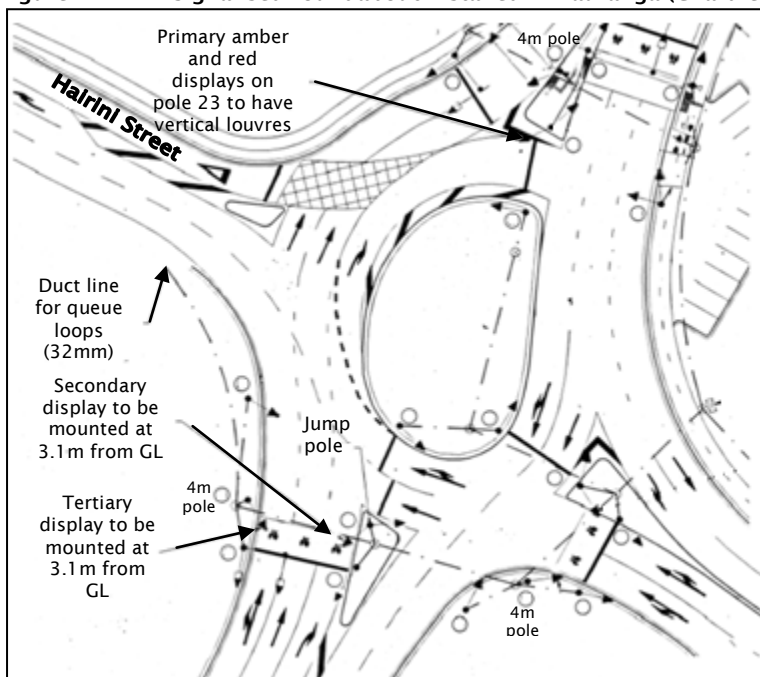 Primary amber
and red
displays on
pole 23 to have
vertical louvres
4m pole
Hairini Street
Duct line
for queue
loops
(32mm)
Secondary
display to be
mounted at
3.1m from GL
Jump
pole
4m
pole
Tertiary
display to be
mounted at
3.1m from
GL
4m
pole